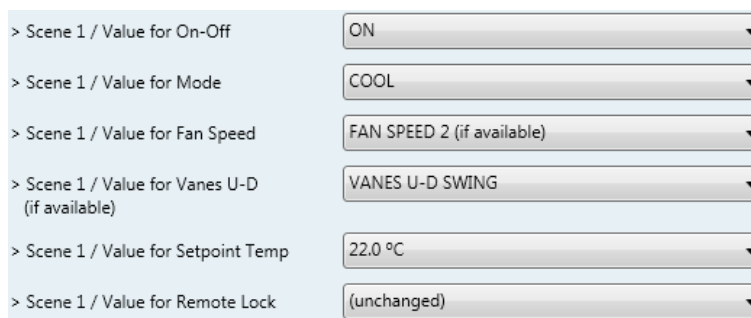 > Scene 1 / Value for On-Off ON
> Scene 1 / Value for Mode COOL
> Scene 1 / Value for Fan Speed FAN SPEED 2 (if available)
> Scene 1 / Value for Vanes U-D VANES U-D SWING
(if available)
> Scene 1 / Value for Setpoint Temp 22.0 ºC
> Scene 1 / Value for Remote Lock (unchanged)